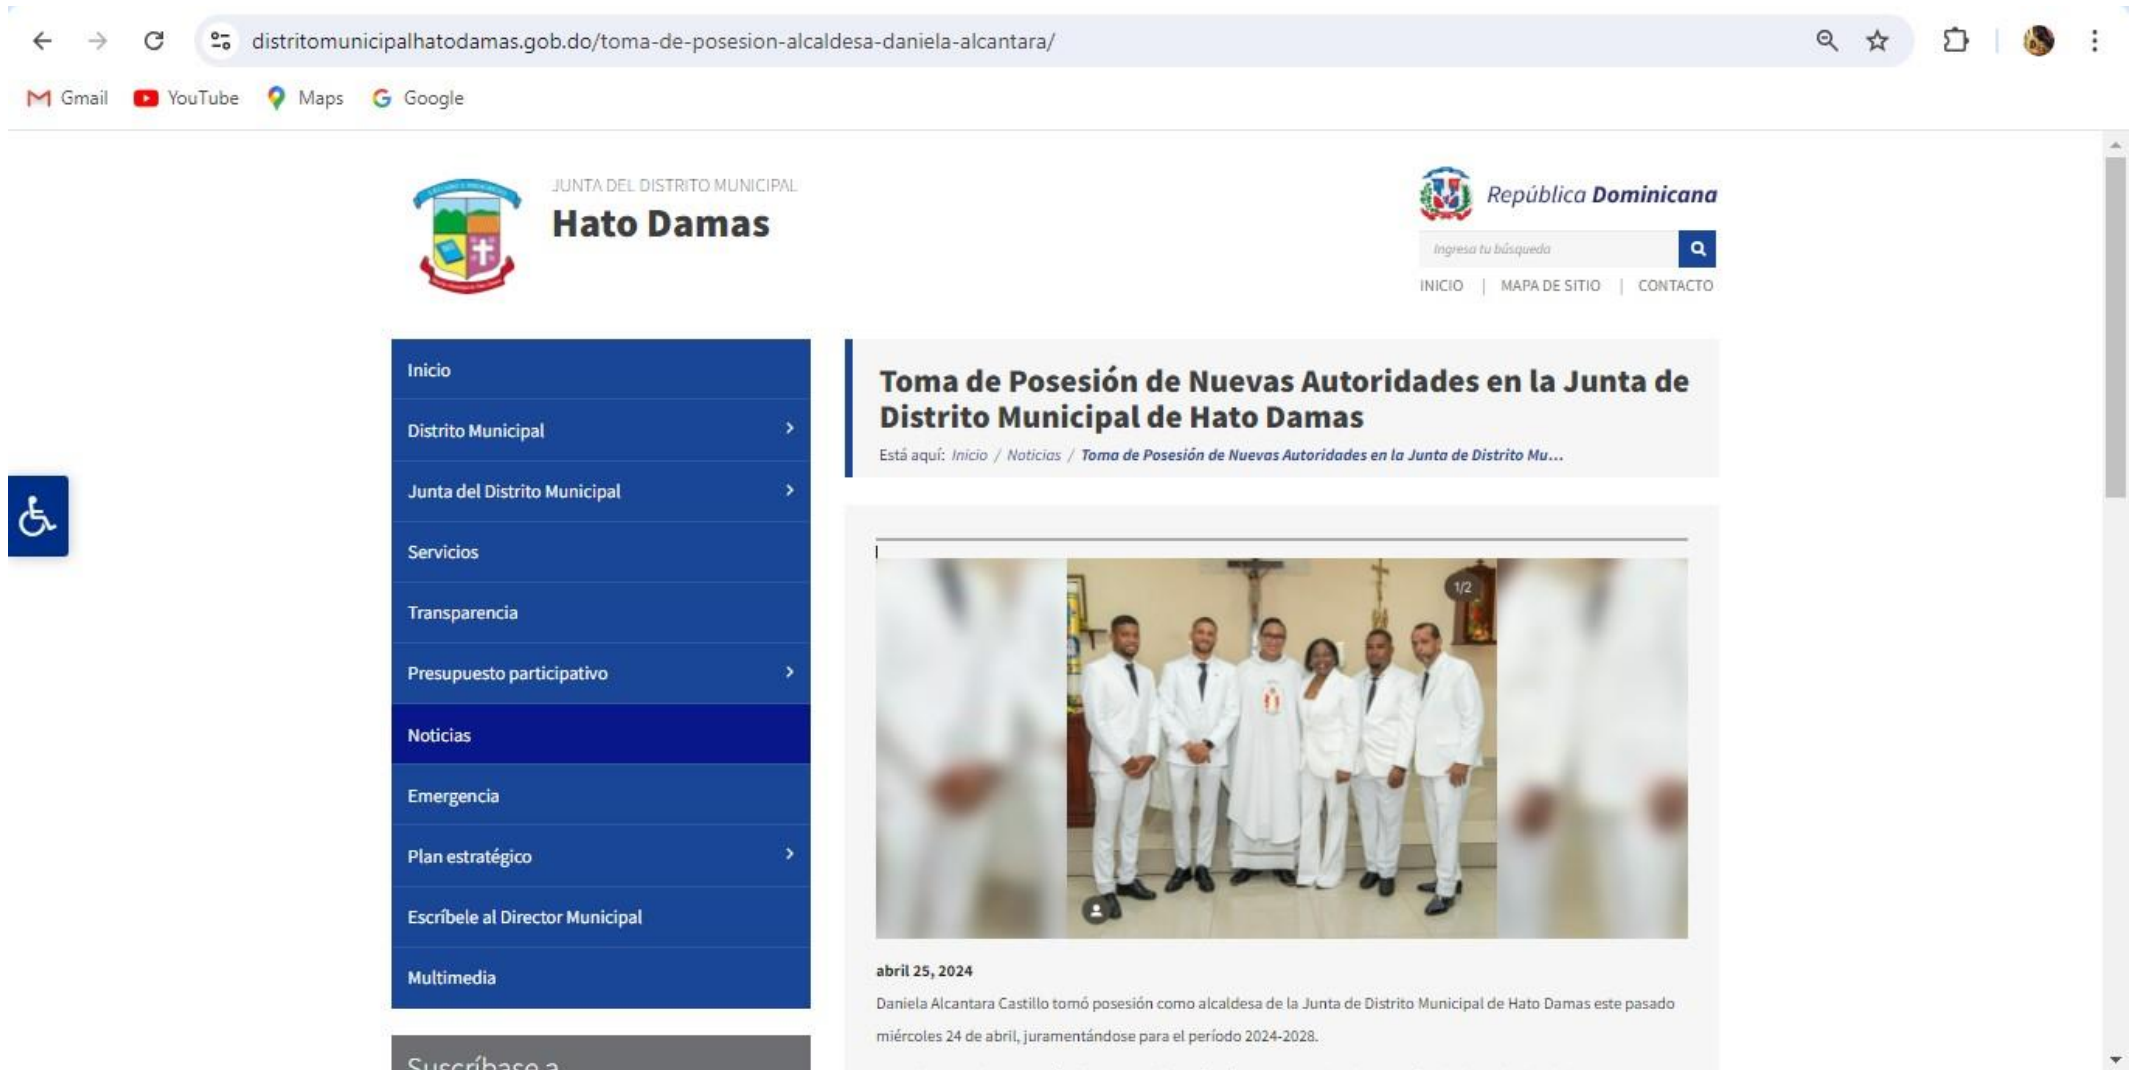 distritomunicipalhatodamas.gob.do/toma-de-posesion-alcaldesa-daniela-alcantara/
Gmail YouTube Maps Google
JUNTA DEL DISTRITO MUNICIPAL
Hato Damas
República Dominicana
Ingresa tu búsqueda
INICIO | MAPA DE SITIO | CONTACTO
Inicio
Distrito Municipal
Junta del Distrito Municipal
Servicios
Transparencia
Presupuesto participativo
Noticias
Emergencia
Plan estratégico
Escríbele al Director Municipal
Multimedia
Suscríbase a
Toma de Posesión de Nuevas Autoridades en la Junta de
Distrito Municipal de Hato Damas
Está aquí: Inicio / Noticias / Toma de Posesión de Nuevas Autoridades en la Junta de Distrito Mu...
1/2
abril 25, 2024
Daniela Alcantara Castillo tomó posesión como alcaldesa de la Junta de Distrito Municipal de Hato Damas este pasado
miércoles 24 de abril, juramentándose para el período 2024-2028.